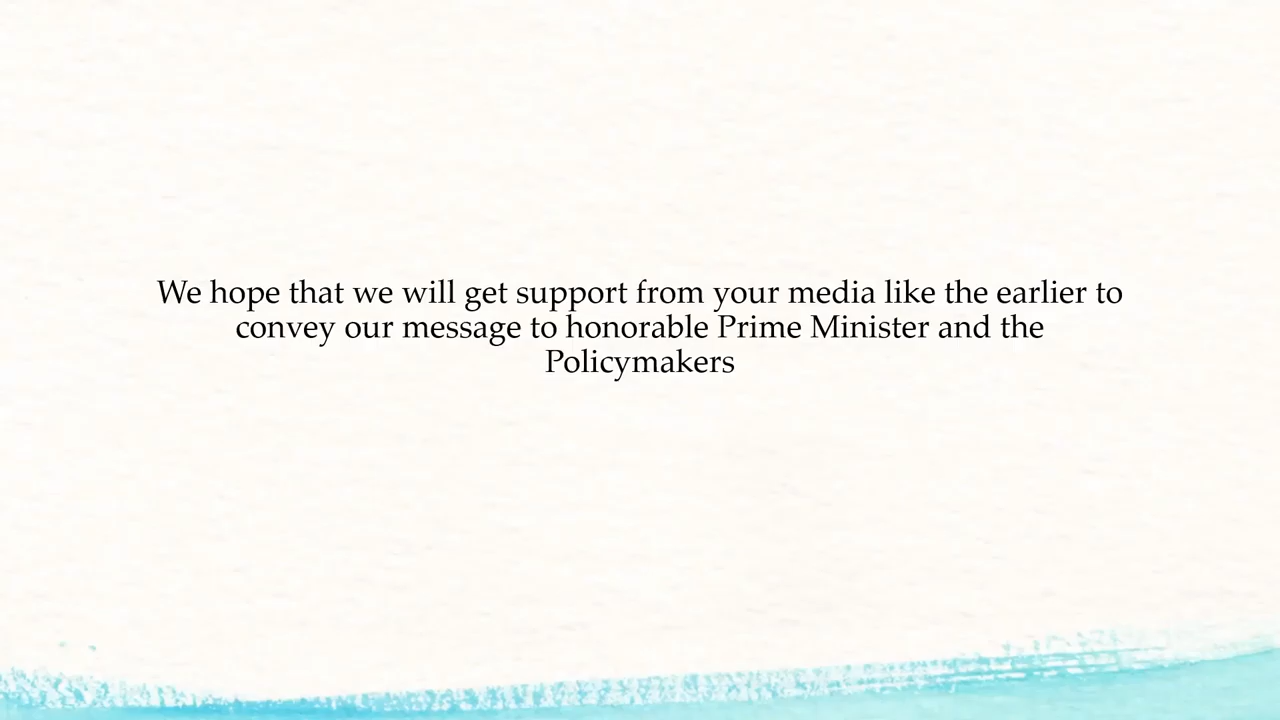 We hope that we will get support from your media like the earlier to
convey our message to honorable Prime Minister and the
Policymakers